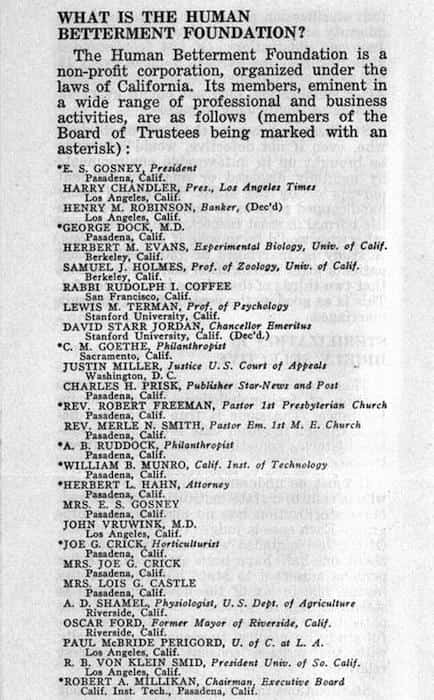 WHAT IS THE HUMAN
BETTERMENT FOUNDATION?
The Human Betterment Foundation is a
non-profit corporation, organized under the
laws of California. Its members, eminent in
a wide range of professional and business
activities, are as follows (members of the
Board of Trustees being marked with an
asterisk):
*E. S. GOSNEY, President
Pasadena, Calif.
HARRY CHANDLER, Pres., Los Angeles Times
Los Angeles, Calif.
HENRY M. ROBINSON, Banker, (Dec'd)
Los Angeles, Calif.
*GEORGE DOCK, M.D.
Pasadena, Calif.
HERBERT M. EVANS, Experimental Biology, Univ. of Calif.
Berkeley, Calif.
SAMUEL J. HOLMES, Prof. of Zoology, Univ. of Calif.
Berkeley, Calif.
RABBI RUDOLPH I. COFFEE
San Francisco, Calif.
LEWIS M. TERMAN, Prof. of Psychology
Stanford University, Calif.
DAVID STARR JORDAN, Chancellor Emeritus
Stanford University, Calif. (Dec'd.)
*C. M. GOETHE, Philanthropist
Sacramento, Calif.
JUSTIN MILLER, Justice U.S. Court of Appeals
Washington, D. C.
CHARLES H. PRISK, Publisher Star-News and Post
Pasadena, Calif.
*REV. ROBERT FREEMAN, Pastor 1st Presbyterian Church
Pasadena, Calif.
REV. MERLE N. SMITH, Pastor Em. 1st M. E. Church
Pasadena, Calif.
*A. B. RUDDOCK, Philanthropist
Pasadena, Calif.
*WILLIAM B. MUNRO, Calif. Inst. of Technology
Pasadena, Calif.
*HERBERT L. HAHN, Attorney
Pasadena, Calif.
MRS. E. S. GOSNEY
Pasadena, Calif.
JOHN VRUWINK, M.D.
Los Angeles, Calif.
*JOE G. CRICK, Horticulturist
Pasadena, Calif.
MRS. JOE G. CRICK
Pasadena, Calif.
MRS. LOIS G. CASTLE
Pasadena, Calif.
A. D. SHAMEL, Physiologist, U. S. Dept. of Agriculture
Riverside, Calif.
OSCAR FORD, Former Mayor of Riverside, Calif.
Riverside, Calif.
PAUL McBRIDE PERIGORD, U. of C. at L. A.
Los Angeles, Calif.
R. B. VON KLEIN SMID, President Univ. of So. Calif.
Los Angeles, Calif.
*ROBERT A. MILLIKAN, Chairman, Executive Board
Calif. Inst. Tech., Pasadena, Calif.